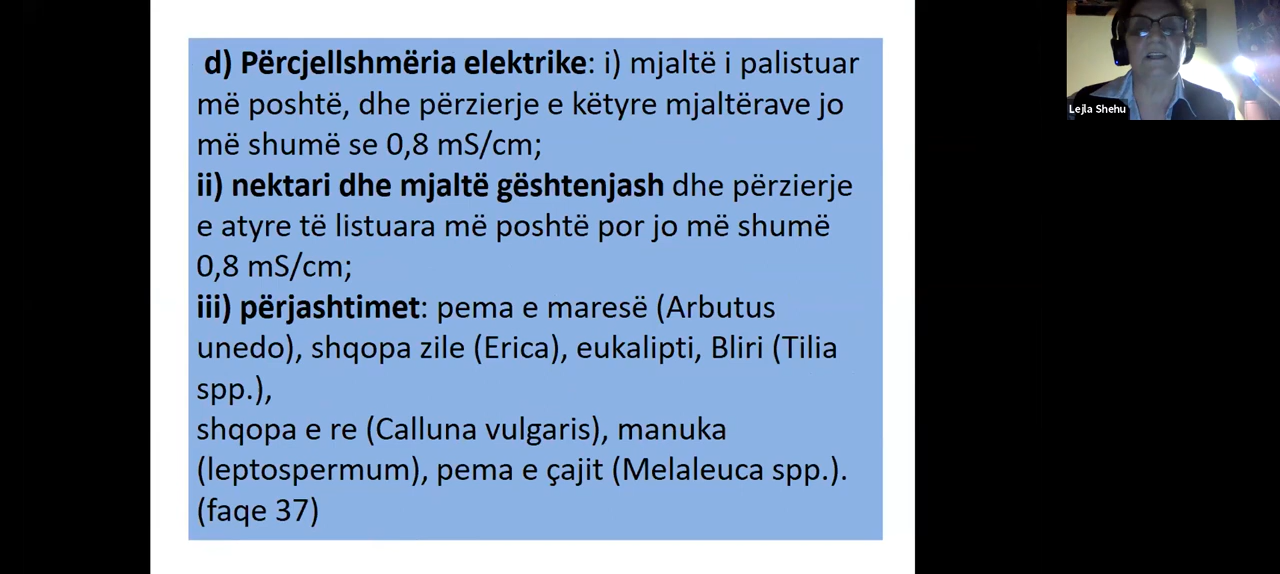 d) Përcjellshmëria elektrike: i) mjaltë i palistuar
më poshtë, dhe përzierje e këtyre mjaltërave jo
më shumë se 0,8 mS/cm;
ii) nektari dhe mjaltë gështenjash dhe përzierje
e atyre të listuara më poshtë por jo më shumë
0,8 mS/cm;
iii) përjashtimet: pema e maresë (Arbutus
unedo), shqopa zile (Erica), eukalipti, Bliri (Tilia
spp.),
shqopa e re (Calluna vulgaris), manuka
(leptospermum), pema e çajit (Melaleuca spp.).
(faqe 37)
Lejla Shehu